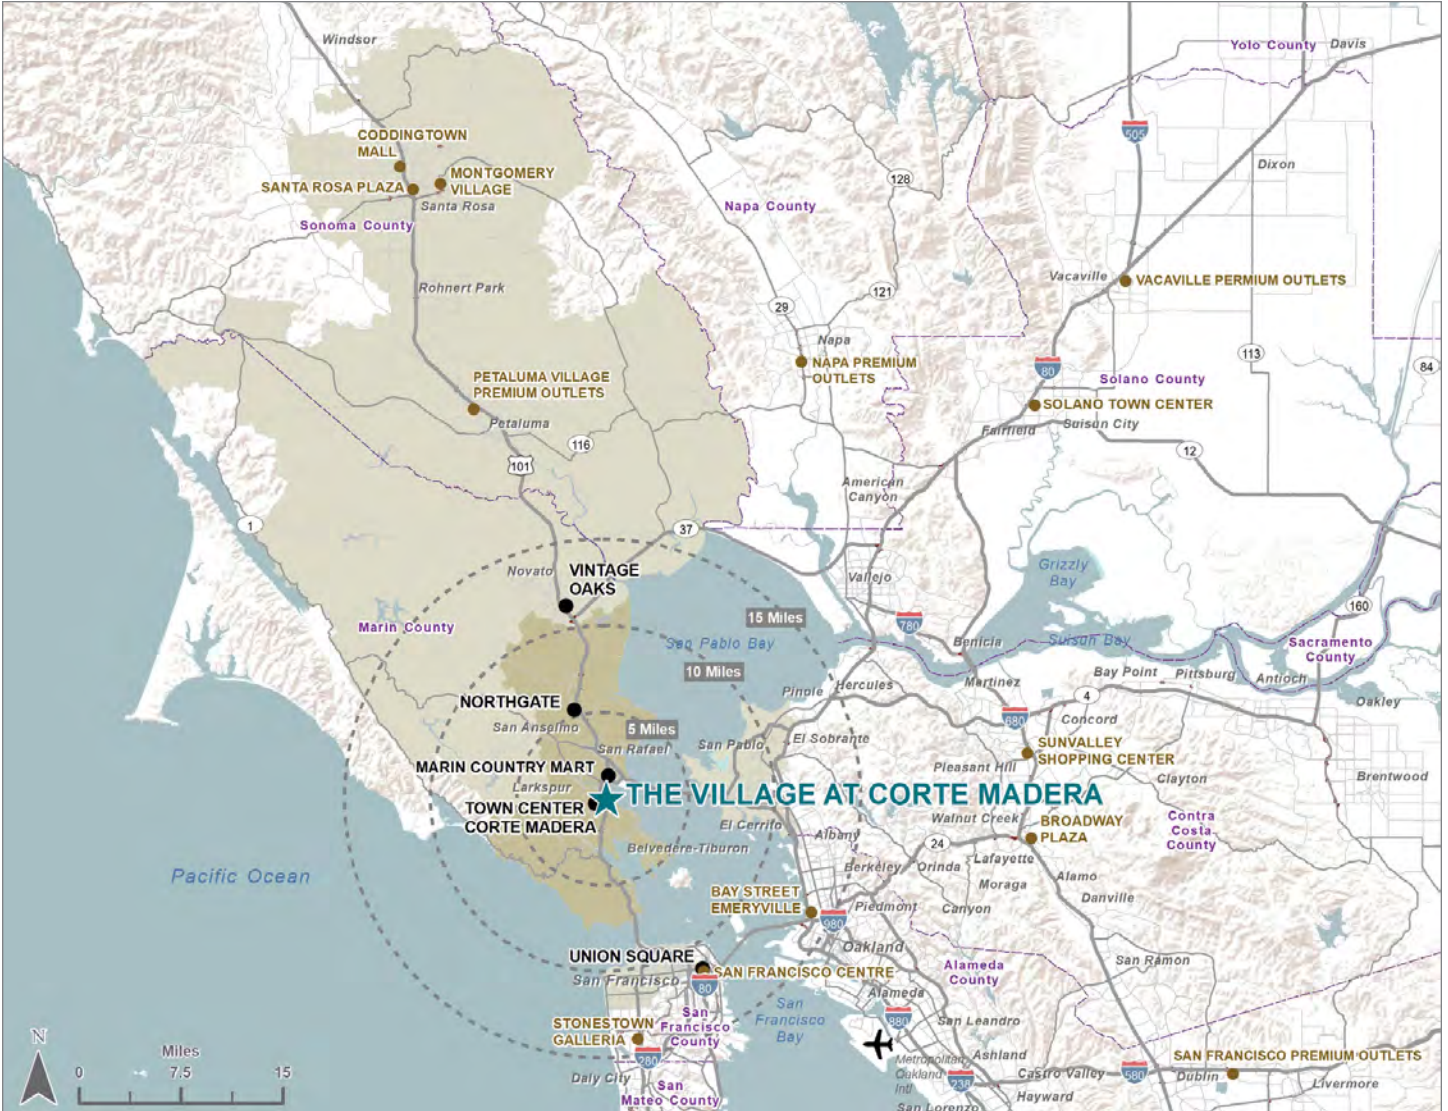 Windsor
Yolo County
Davis
505
CODDINGTOWN
MALL
Dixon
MONTGOMERY
VILLAGE
128
SANTA ROSA PLAZA
Santa Rosa
Napa County
Sonoma County
Vacaville
VACAVILLE PERMIUM OUTLETS
Rohnert Park
121
29
Napa
NAPA PREMIUM
OUTLETS
113
80
84
Solano County
PETALUMA VILLAGE
PREMIUM OUTLETS
SOLANO TOWN CENTER
Petaluma
Fairfield
Suisun City
116
12
101
American
Canyon
1
37
VINTAGE
OAKS
Novato
Grizzly
Bay
Vallejo
160
15 Miles
780
Marin County
San Pablo Bay
Benicia
Suisun Bay
Sacramento
County
10 Miles
Bay Point
Pittsburg
Antioch
Pinole
Hercules
Martinez
4
Oakley
NORTHGATE
San Anselmo
5 Miles
680
Concord
San Rafael
San Pablo
El Sobrante
SUNVALLEY
SHOPPING CENTER
MARIN COUNTRY MART
Pleasant Hill
Clayton
Brentwood
Larkspur
THE VILLAGE AT CORTE MADERA
TOWN CENTER
CORTE MADERA
El Cerrito
Albany
Walnut Creek
BROADWAY
PLAZA
Contra
Costa
County
24
Belvedere-Tiburon
Berkeley
Orinda
Lafayette
Pacific Ocean
Moraga
Alamo
BAY STREET
EMERYVILLE
Danville
Piedmont
Canyon
980
Oakland
UNION SQUARE
SAN FRANCISCO CENTRE
San Francisco
80
Alameda
County
San Ramon
Alameda
San
Francisco
Bay
San
Francisco
County
880
San Leandro
STONESTOWN
GALLERIA
280
N
Miles
0
7.5
15
Metropolitan
Oakland
Intl
Ashland
Castro Valley
580
SAN FRANCISCO PREMIUM OUTLETS
Dublin
Livermore
Daly City
238
San
Mateo County
Hayward
San Lorenzo